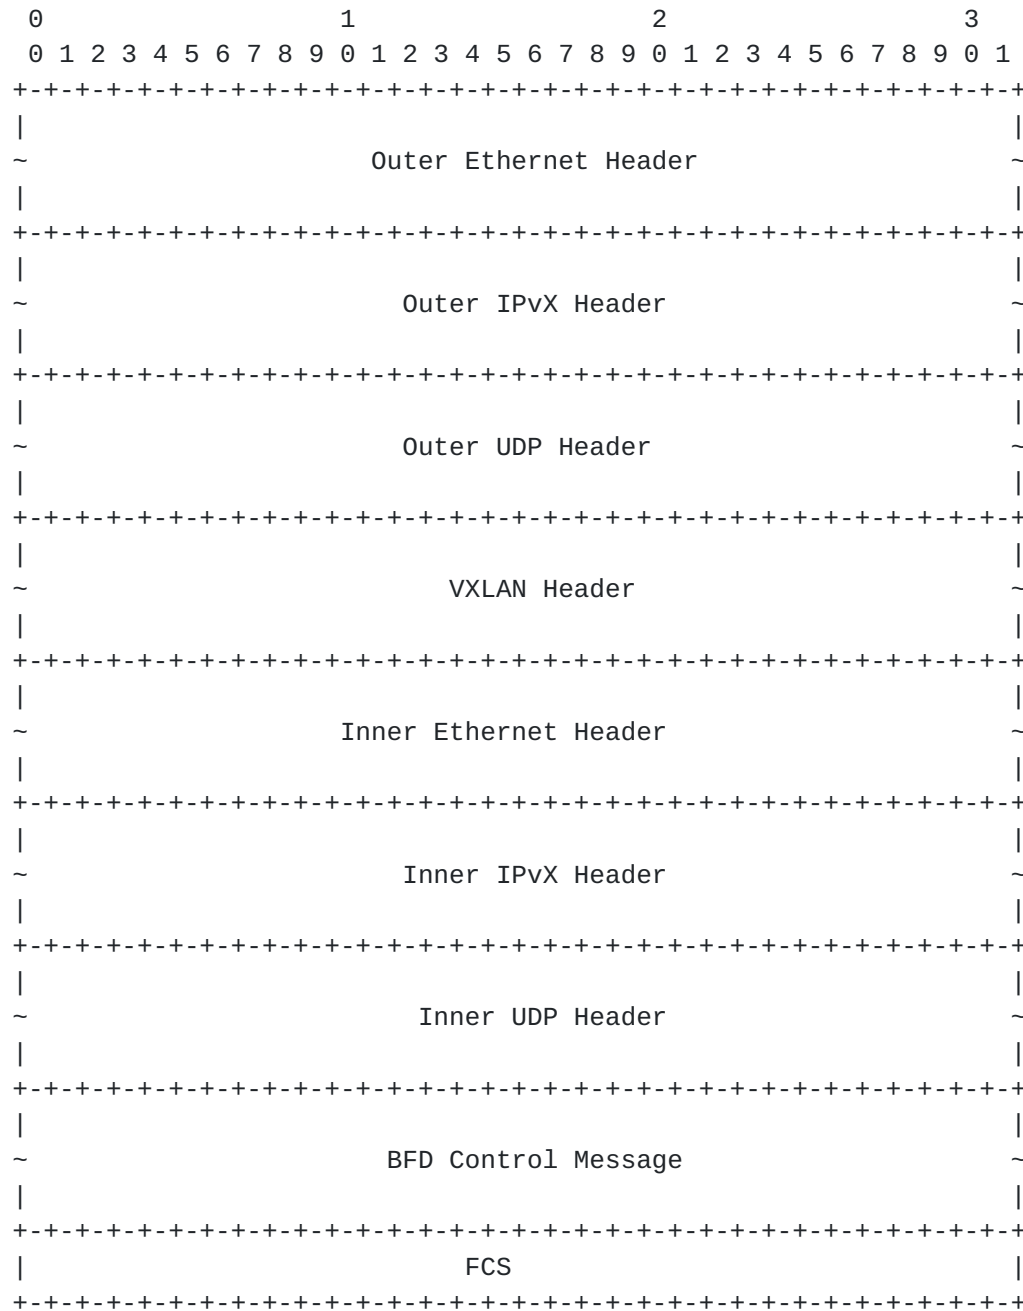 0                   1                   2                   3
 0 1 2 3 4 5 6 7 8 9 0 1 2 3 4 5 6 7 8 9 0 1 2 3 4 5 6 7 8 9 0 1
+-+-+-+-+-+-+-+-+-+-+-+-+-+-+-+-+-+-+-+-+-+-+-+-+-+-+-+-+-+-+-+-+
|                                                               |
~                      Outer Ethernet Header                    ~
|                                                               |
+-+-+-+-+-+-+-+-+-+-+-+-+-+-+-+-+-+-+-+-+-+-+-+-+-+-+-+-+-+-+-+-+
|                                                               |
~                        Outer IPvX Header                      ~
|                                                               |
+-+-+-+-+-+-+-+-+-+-+-+-+-+-+-+-+-+-+-+-+-+-+-+-+-+-+-+-+-+-+-+-+
|                                                               |
~                        Outer UDP Header                       ~
|                                                               |
+-+-+-+-+-+-+-+-+-+-+-+-+-+-+-+-+-+-+-+-+-+-+-+-+-+-+-+-+-+-+-+-+
|                                                               |
~                           VXLAN Header                        ~
|                                                               |
+-+-+-+-+-+-+-+-+-+-+-+-+-+-+-+-+-+-+-+-+-+-+-+-+-+-+-+-+-+-+-+-+
|                                                               |
~                    Inner Ethernet Header                      ~
|                                                               |
+-+-+-+-+-+-+-+-+-+-+-+-+-+-+-+-+-+-+-+-+-+-+-+-+-+-+-+-+-+-+-+-+
|                                                               |
~                        Inner IPvX Header                      ~
|                                                               |
+-+-+-+-+-+-+-+-+-+-+-+-+-+-+-+-+-+-+-+-+-+-+-+-+-+-+-+-+-+-+-+-+
|                                                               |
~                         Inner UDP Header                      ~
|                                                               |
+-+-+-+-+-+-+-+-+-+-+-+-+-+-+-+-+-+-+-+-+-+-+-+-+-+-+-+-+-+-+-+-+
|                                                               |
~                       BFD Control Message                     ~
|                                                               |
+-+-+-+-+-+-+-+-+-+-+-+-+-+-+-+-+-+-+-+-+-+-+-+-+-+-+-+-+-+-+-+-+
|                            FCS                                |
+-+-+-+-+-+-+-+-+-+-+-+-+-+-+-+-+-+-+-+-+-+-+-+-+-+-+-+-+-+-+-+-+